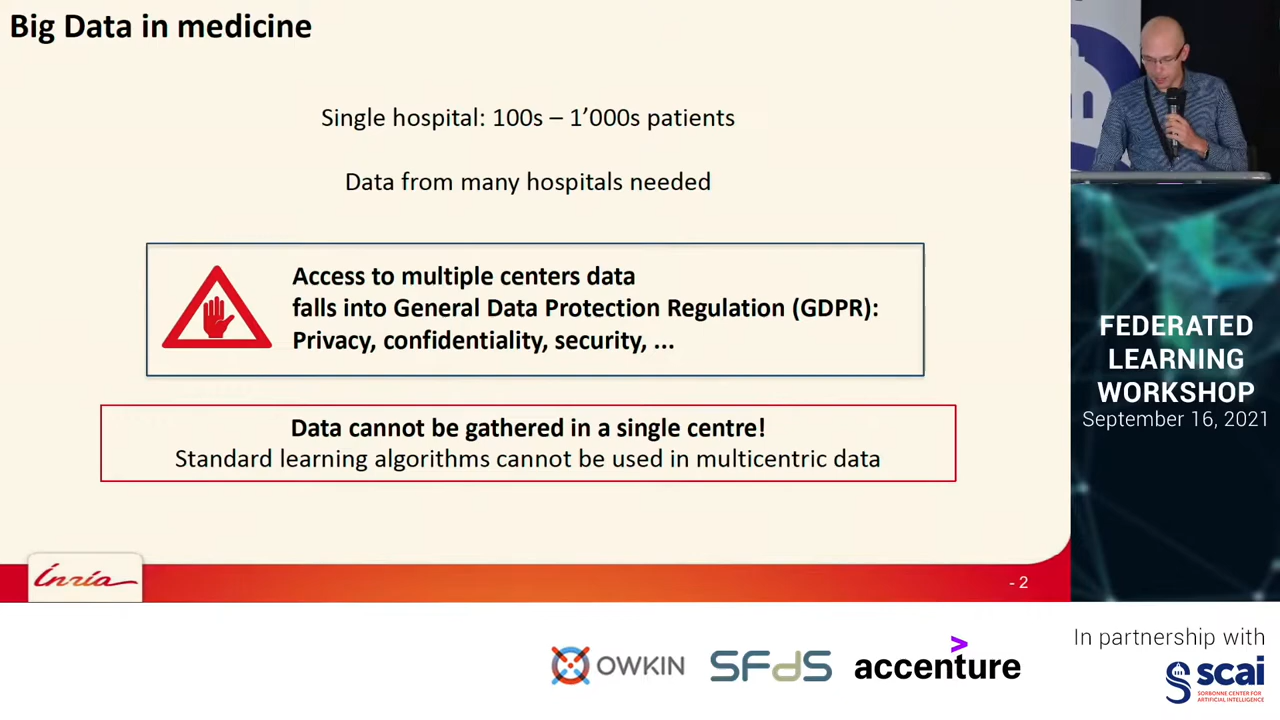 Big Data in medicine
Single hospital: 100s – 1’000s patients
Data from many hospitals needed
Access to multiple centers data
falls into General Data Protection Regulation (GDPR):
Privacy, confidentiality, security, ...
Data cannot be gathered in a single centre!
Standard learning algorithms cannot be used in multicentric data
Inria
- 2
FEDERATED
LEARNING
WORKSHOP
September 16, 2021
In partnership with
OWKIN
SFdS
accenture
scai
SORBONNE CENTER FOR
ARTIFICIAL INTELLIGENCE